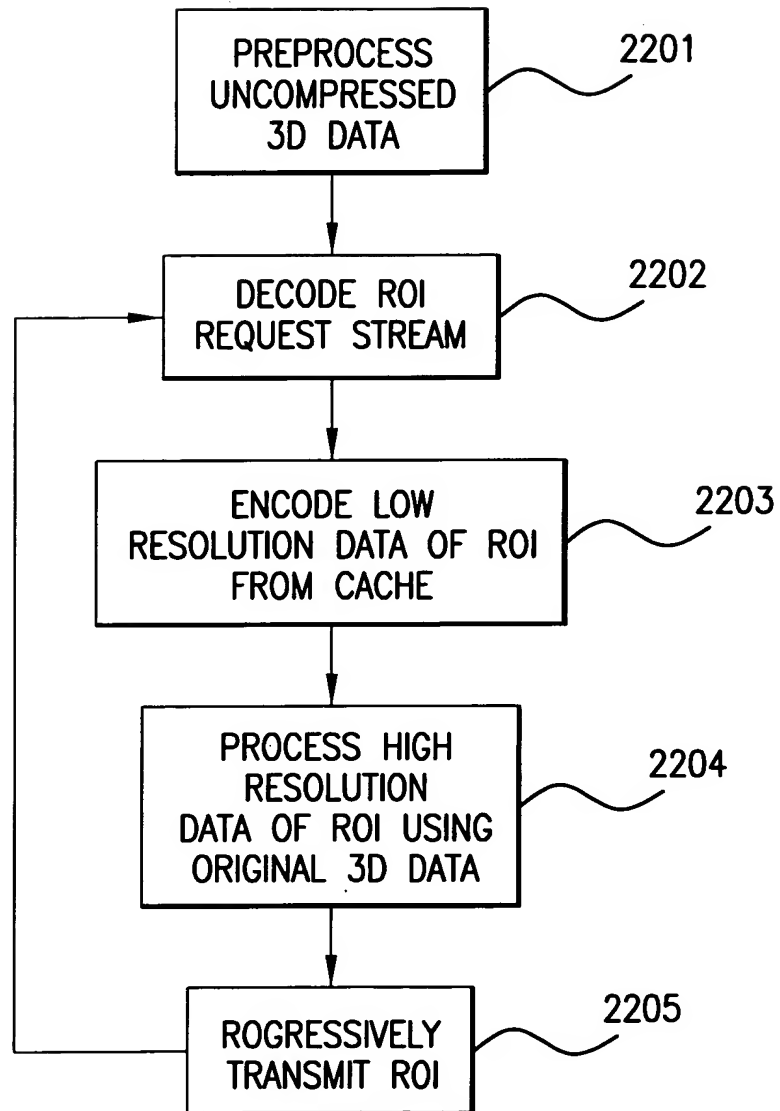 PREPROCESS
UNCOMPRESSED
3D DATA
2201
DECODE ROI
REQUEST STREAM
2202
ENCODE LOW
RESOLUTION DATA OF ROI
FROM CACHE
2203
PROCESS HIGH
RESOLUTION
DATA OF ROI USING
ORIGINAL 3D DATA
2204
ROGRESSIVELY
TRANSMIT ROI
2205